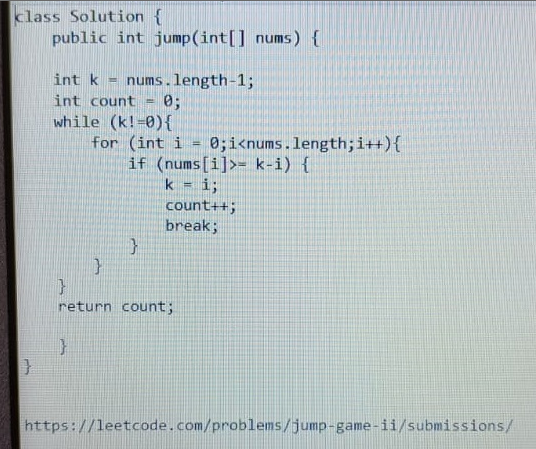 class Solution {
    public int jump(int[] nums) {
    int k = nums.length-1;
    int count = 0;
    while (k!=0){
        for (int i = 0;i<nums.length;i++){
            if (nums[i]>= k-i) {
                k = i;
                count++;
                break;
            }
        }
    }
    return count;
    }
}
https://leetcode.com/problems/jump-game-ii/submissions/